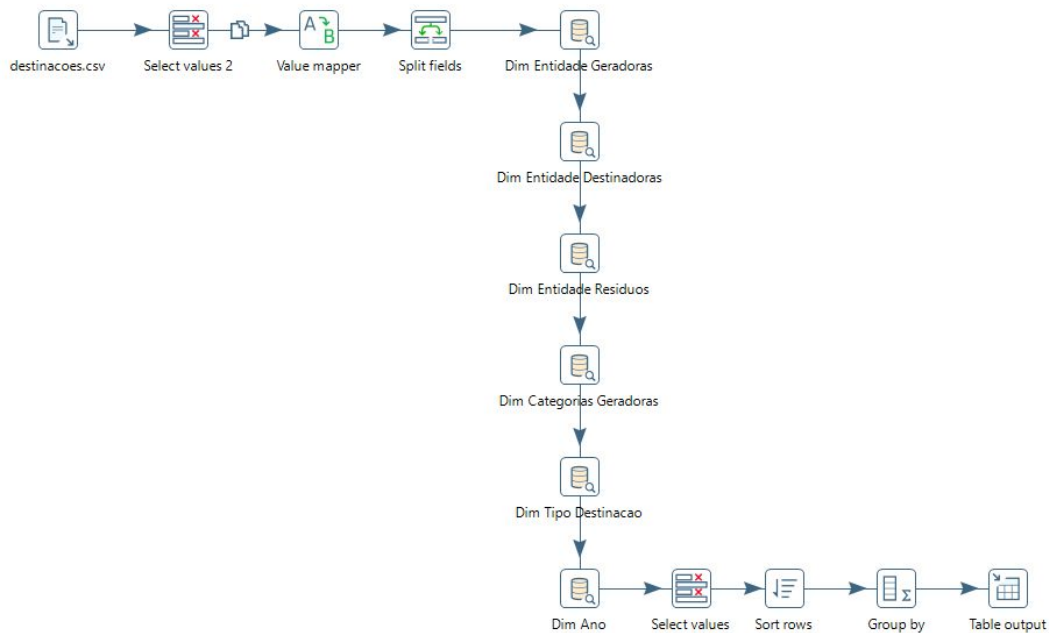 destinacoes.csv
Select values 2
A
B
Value mapper
Split fields
Dim Entidade Geradoras
Dim Entidade Destinadoras
Dim Entidade Residuos
Dim Categorias Geradoras
Dim Tipo Destinacao
Dim Ano
Select values
Sort rows
Σ
Group by
Table output